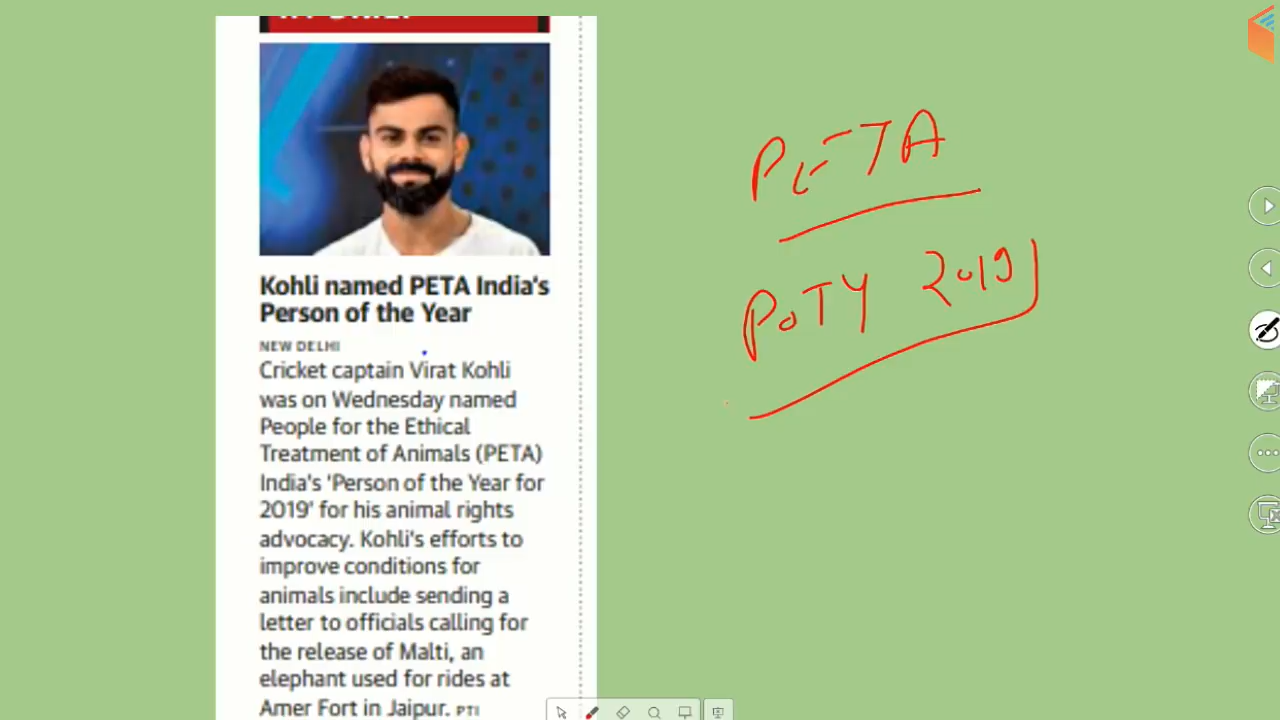 Kohli named PETA India's
Person of the Year
NEW DELHI
Cricket captain Virat Kohli
was on Wednesday named
People for the Ethical
Treatment of Animals (PETA)
India's 'Person of the Year for
2019' for his animal rights
advocacy. Kohli's efforts to
improve conditions for
animals include sending a
letter to officials calling for
the release of Malti, an
elephant used for rides at
Amer Fort in Jaipur. PTI
PETA
POTY 2019